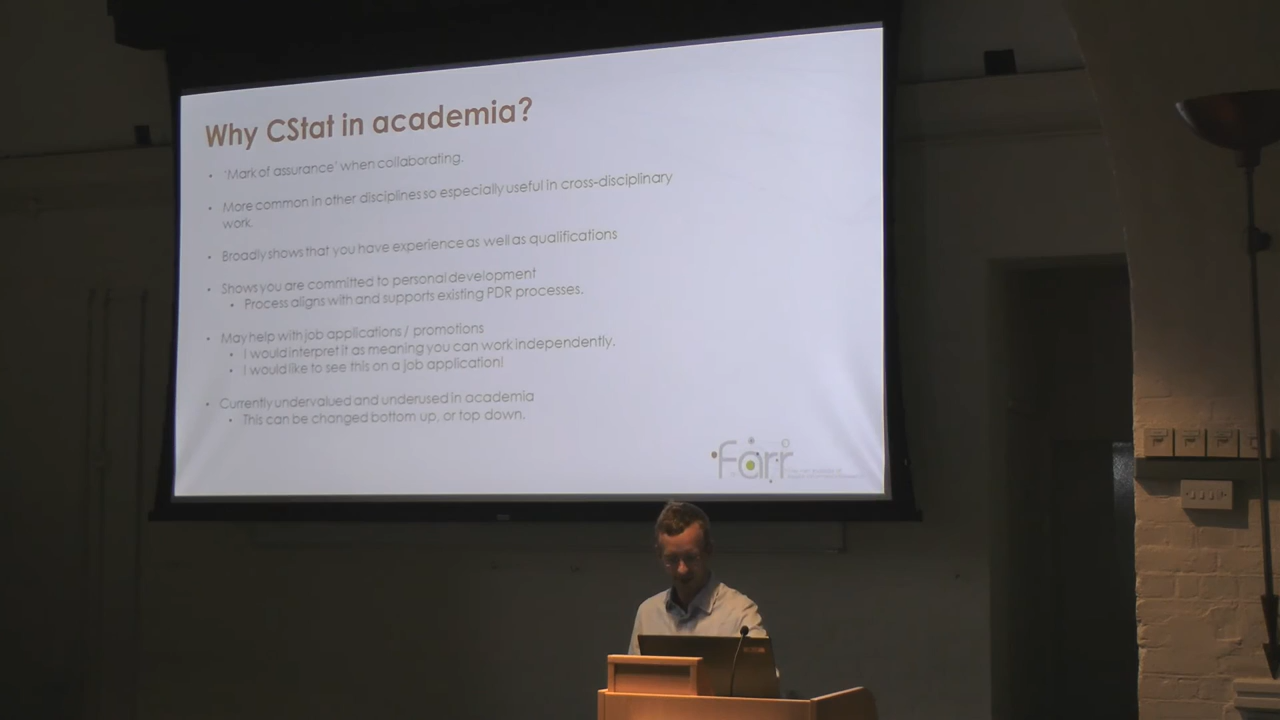 Why CStat in academia?
• 'Mark of assurance' when collaborating.
• More common in other disciplines so especially useful in cross-disciplinary
work.
• Broadly shows that you have experience as well as qualifications
• Shows you are committed to personal development
• Process aligns with and supports existing PDR processes.
• May help with job applications / promotions
• I would interpret it as meaning you can work independently.
• I would like to see this on a job application!
• Currently undervalued and underused in academia
• This can be changed bottom up, or top down.
Farr